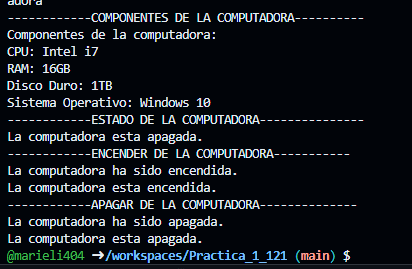 adora
------------COMPONENTES DE LA COMPUTADORA----------
Componentes de la computadora:
CPU: Intel i7
RAM: 16GB
Disco Duro: 1TB
Sistema Operativo: Windows 10
------------ESTADO DE LA COMPUTADORA---------------
La computadora esta apagada.
------------ENCENDER DE LA COMPUTADORA-----------
La computadora ha sido encendida.
La computadora esta encendida.
------------APAGAR DE LA COMPUTADORA-------------
La computadora ha sido apagada.
La computadora esta apagada.
@marieli404 ➜/workspaces/Practica_1_121 (main) $